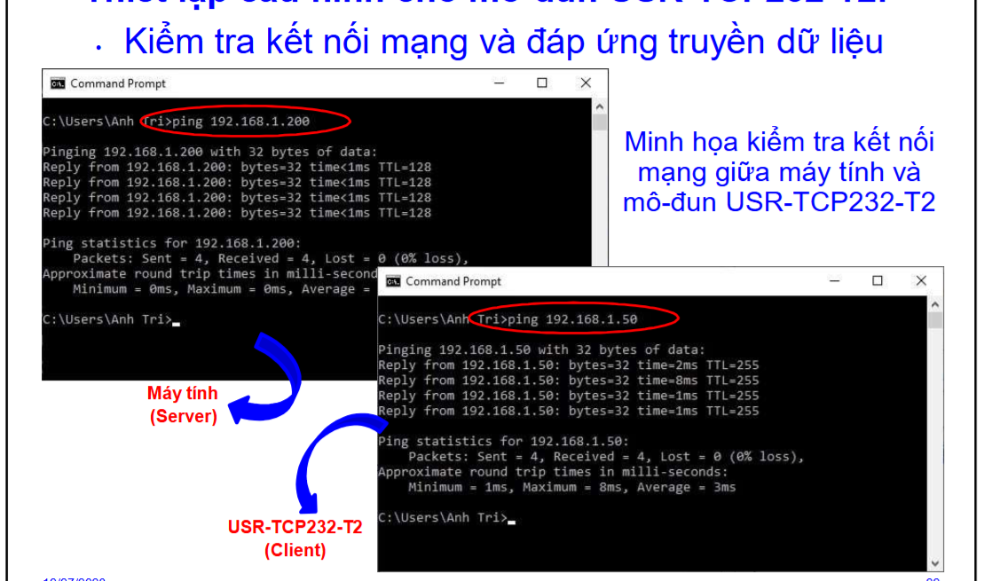 Thiết lập cấu hình cho mô-đun USR-TCP232-T2:
• Kiểm tra kết nối mạng và đáp ứng truyền dữ liệu
Command Prompt
C:\Users\Anh Tri>ping 192.168.1.200
Pinging 192.168.1.200 with 32 bytes of data:
Reply from 192.168.1.200: bytes=32 time<1ms TTL=128
Reply from 192.168.1.200: bytes=32 time<1ms TTL=128
Reply from 192.168.1.200: bytes=32 time<1ms TTL=128
Reply from 192.168.1.200: bytes=32 time<1ms TTL=128
Ping statistics for 192.168.1.200:
Packets: Sent = 4, Received = 4, Lost = 0 (0% loss),
Approximate round trip times in milli-second
Minimum = 0ms, Maximum = 0ms, Average =
C:\Users\Anh Tri>
Minh họa kiểm tra kết nối
mạng giữa máy tính và
mô-đun USR-TCP232-T2
Command Prompt
C:\Users\Anh Tri>ping 192.168.1.50
Pinging 192.168.1.50 with 32 bytes of data:
Reply from 192.168.1.50: bytes=32 time=2ms TTL=255
Reply from 192.168.1.50: bytes=32 time=8ms TTL=255
Reply from 192.168.1.50: bytes=32 time=1ms TTL=255
Reply from 192.168.1.50: bytes=32 time=1ms TTL=255
Ping statistics for 192.168.1.50:
Packets: Sent = 4, Received = 4, Lost = 0 (0% loss),
Approximate round trip times in milli-seconds:
Minimum = 1ms, Maximum = 8ms, Average = 3ms
C:\Users\Anh Tri>
Máy tính
(Server)
USR-TCP232-T2
(Client)